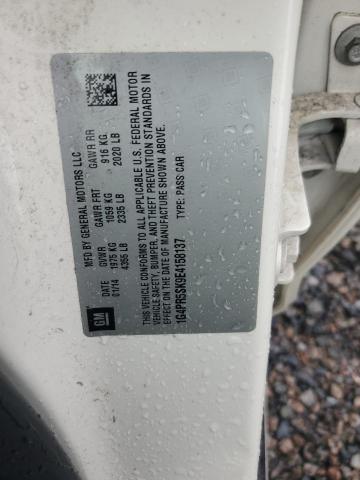 MFD BY GENERAL MOTORS LLC
01/14 GVWR GAWR FRT GAWR RR
1975 KG 1059 KG 916 KG
4355 LB 2335 LB 2020 LB
GM
THIS VEHICLE CONFORMS TO ALL APPLICABLE U.S. FEDERAL MOTOR
VEHICLE SAFETY, BUMPER, AND THEFT PREVENTION STANDARDS IN
EFFECT ON THE DATE OF MANUFACTURE SHOWN ABOVE.
1G4PR5SK9E4158137 TYPE: PASS CAR